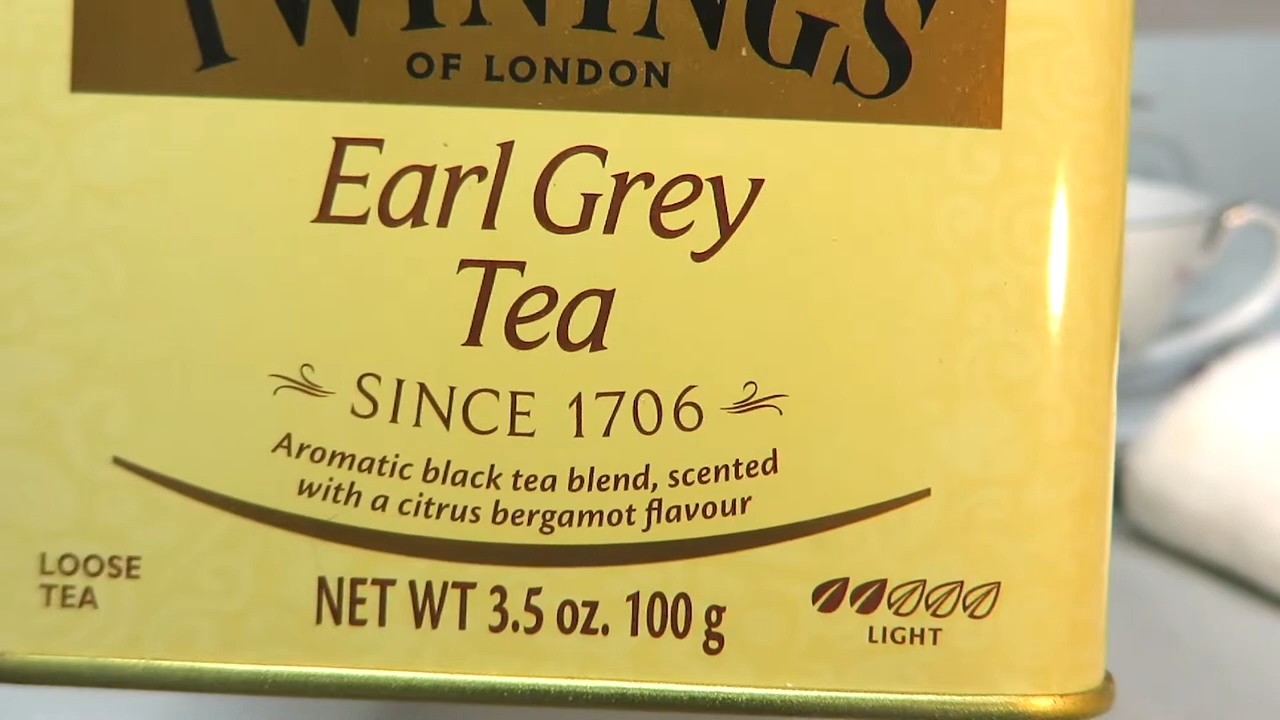 TWININGS
OF LONDON
Earl Grey
Tea
SINCE 1706
Aromatic black tea blend, scented
with a citrus bergamot flavour
LOOSE
TEA
NET WT 3.5 oz. 100 g
LIGHT